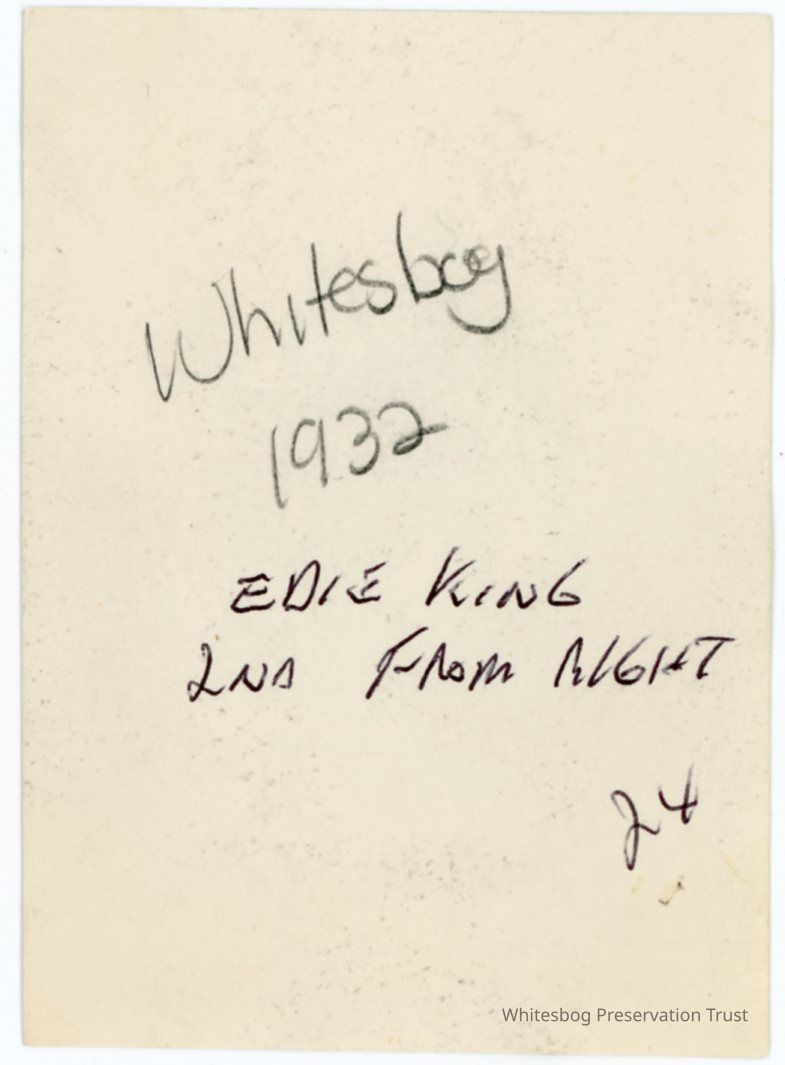 Whitesbog
1932
EDIE KING
2ND FROM RIGHT
24
Whitesbog Preservation Trust